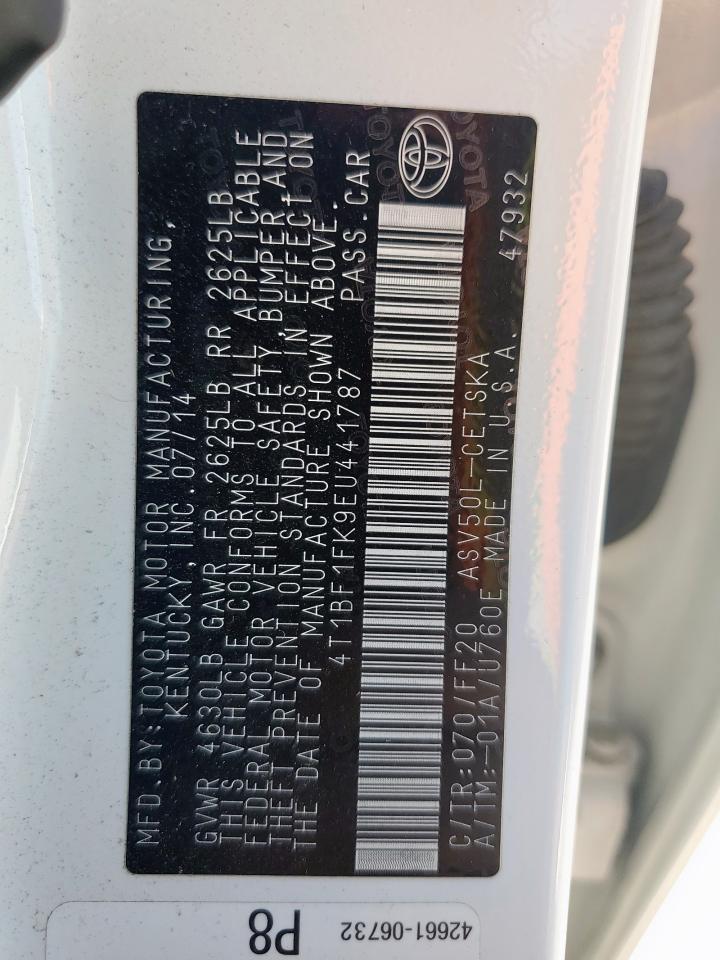 MFD.BY:TOYOTA MOTOR MANUFACTURING,
KENTUCKY,INC.07/14
GVWR 4630LB GAWR FR 2625LB RR 2625LB
THIS VEHICLE CONFORMS TO ALL APPLICABLE
FEDERAL MOTOR VEHICLE SAFETY,BUMPER,AND
THEFT PREVENTION STANDARDS IN EFFECT ON
THE DATE OF MANUFACTURE SHOWN ABOVE.
4T1BF1FK9EU441787 PASS.CAR
C/TR:070/FF20 ASV50L-CETSKA
A/TM:-01A/U760E MADE IN U.S.A. 47932
TOYOTA
P8
42661-06732